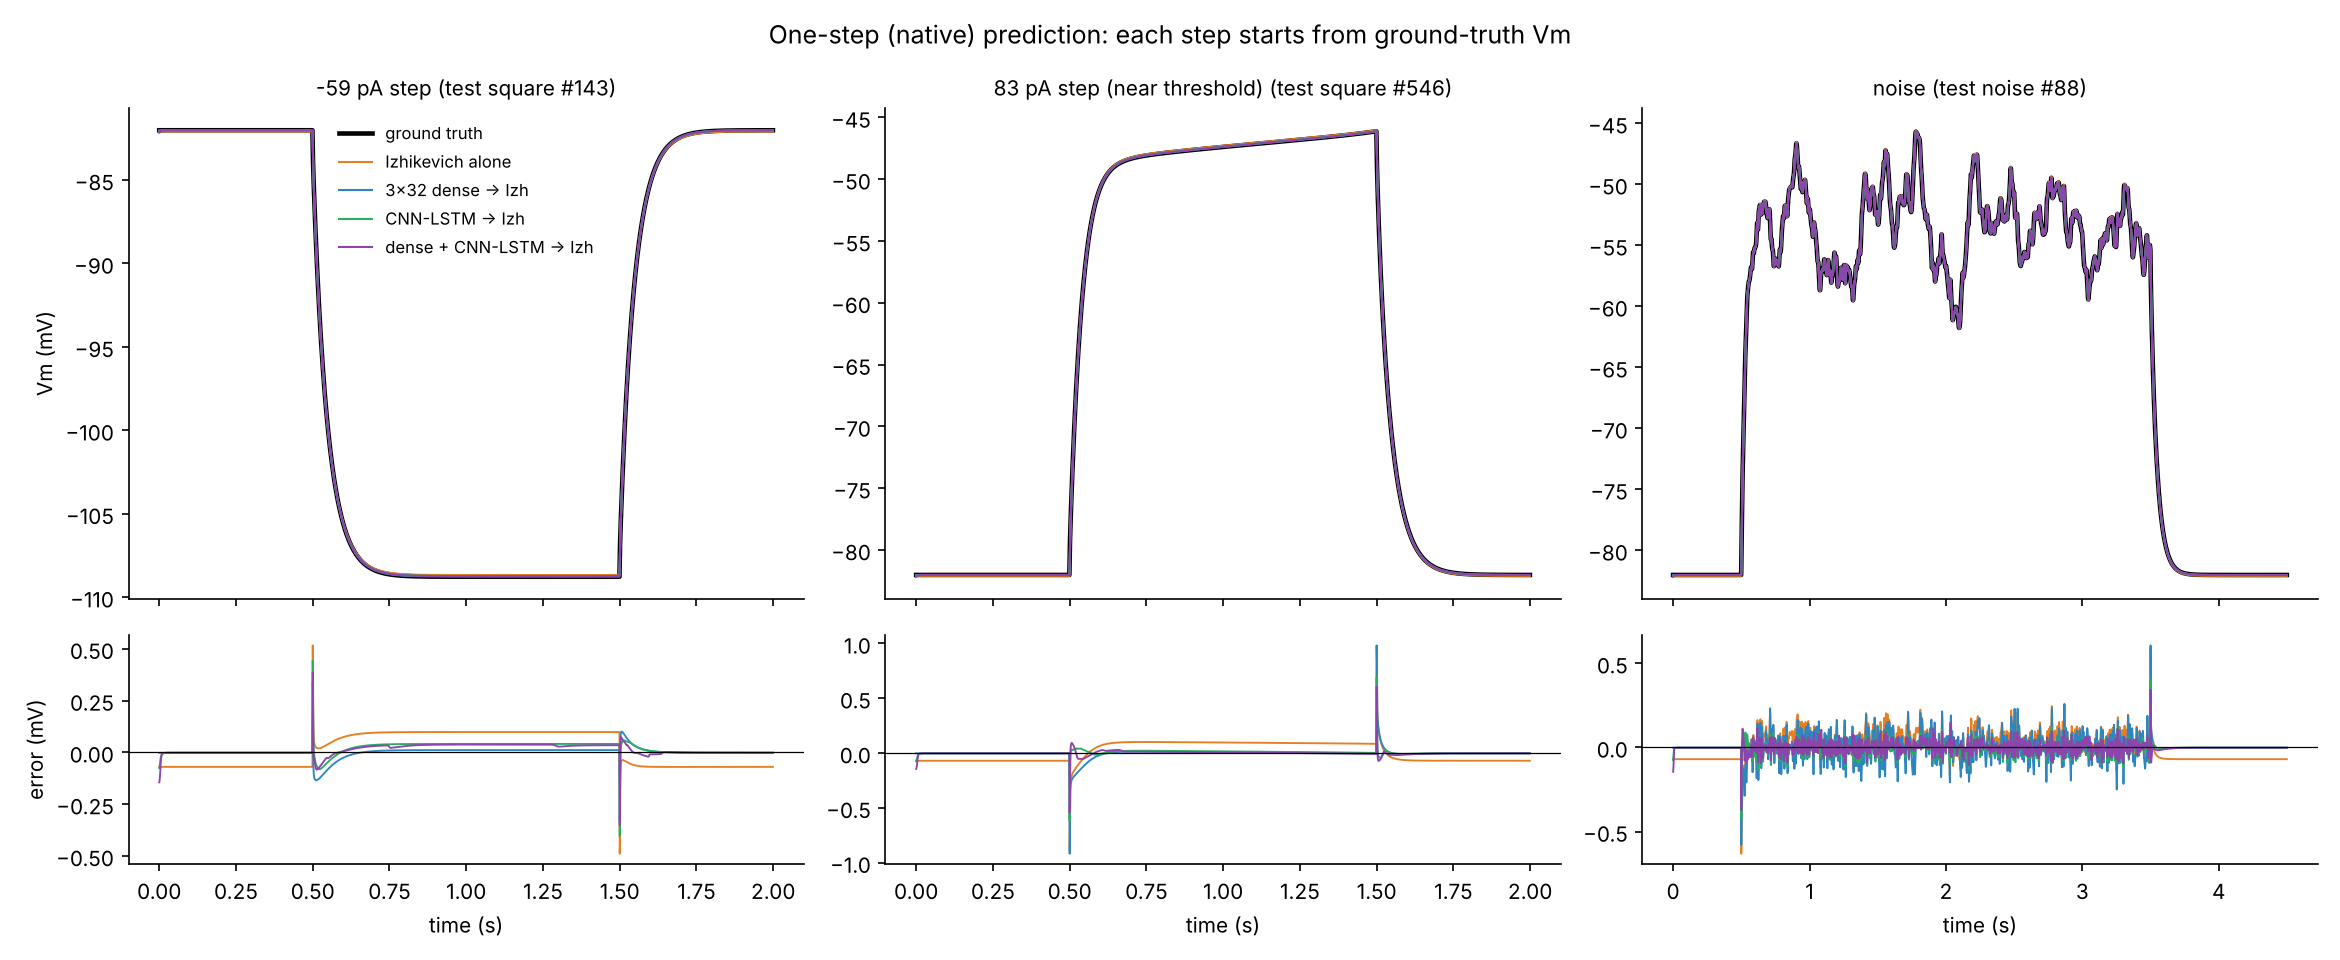 One-step (native) prediction: each step starts from ground-truth Vm
-59 pA step (test square #143)
83 pA step (near threshold) (test square #546)
noise (test noise #88)
ground truth
Izhikevich alone
3×32 dense → Izh
CNN-LSTM → Izh
dense + CNN-LSTM → Izh
Vm (mV)
−85
−90
−95
−100
−105
−110
−45
−50
−55
−60
−65
−70
−75
−80
−45
−50
−55
−60
−65
−70
−75
−80
error (mV)
0.50
0.25
0.00
−0.25
−0.50
1.0
0.5
0.0
−0.5
−1.0
0.5
0.0
−0.5
0.00 0.25 0.50 0.75 1.00 1.25 1.50 1.75 2.00
0.00 0.25 0.50 0.75 1.00 1.25 1.50 1.75 2.00
0 1 2 3 4
time (s)
time (s)
time (s)